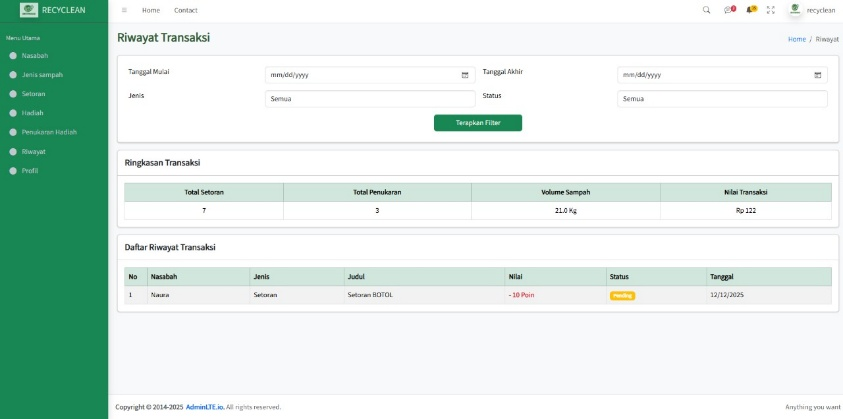 RECYCLEAN
Home Contact
recyclean
Menu Utama
Nasabah
Jenis sampah
Setoran
Hadiah
Penukaran Hadiah
Riwayat
Profil
Riwayat Transaksi
Home / Riwayat
Tanggal Mulai mm/dd/yyyy Tanggal Akhir mm/dd/yyyy
Jenis Semua Status Semua
Terapkan Filter
Ringkasan Transaksi
Total Setoran Total Penukaran Volume Sampah Nilai Transaksi
7 3 21.0 Kg Rp 122
Daftar Riwayat Transaksi
No Nasabah Jenis Judul Nilai Status Tanggal
1 Naura Setoran Setoran BOTOL - 10 Poin Pending 12/12/2025
Copyright © 2014-2025 AdminLTE.io. All rights reserved.
Anything you want